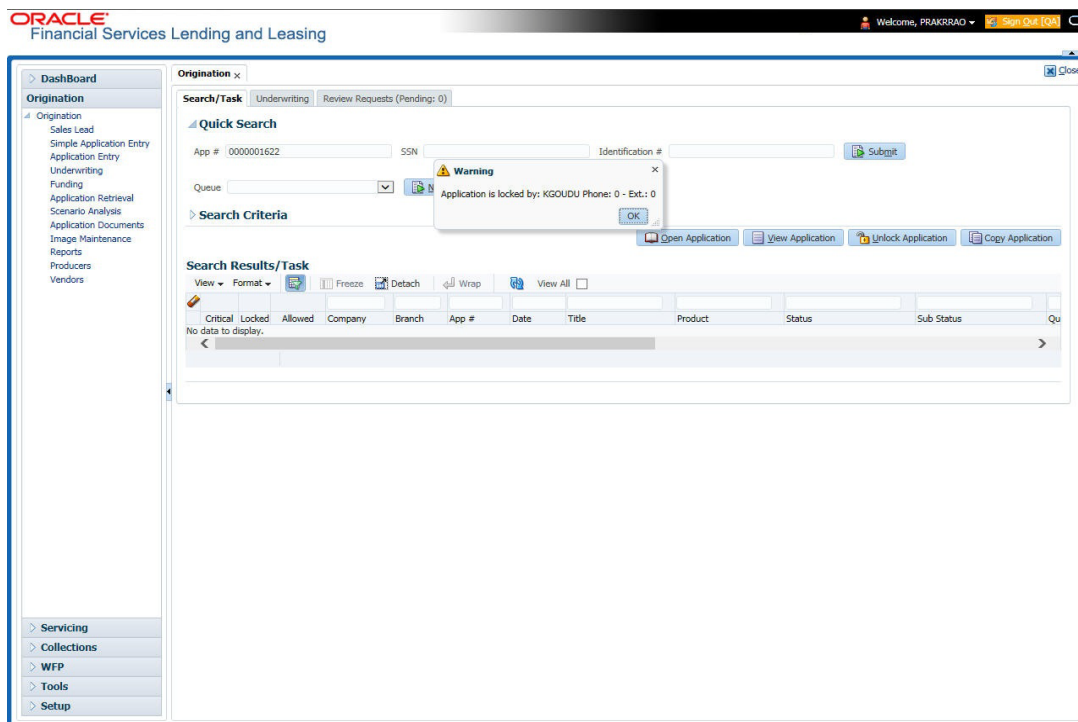 ORACLE
Welcome, PRAKRRAO
Sign Out [QA]
Financial Services Lending and Leasing
DashBoard
Origination
Origination
Sales Lead
Simple Application Entry
Application Entry
Underwriting
Funding
Application Retrieval
Scenario Analysis
Application Documents
Image Maintenance
Reports
Producers
Vendors
Servicing
Collections
WFP
Tools
Setup
Origination
Close
Search/Task Underwriting Review Requests (Pending: 0)
Quick Search
App # 0000001622 SSN Identification # Submit
Queue N
Warning
Application is locked by: KGOUDU Phone: 0 - Ext.: 0
OK
Search Criteria
Open Application View Application Unlock Application Copy Application
Search Results/Task
View Format Freeze Detach Wrap View All
Critical Locked Allowed Company Branch App # Date Title Product Status Sub Status Qu
No data to display.